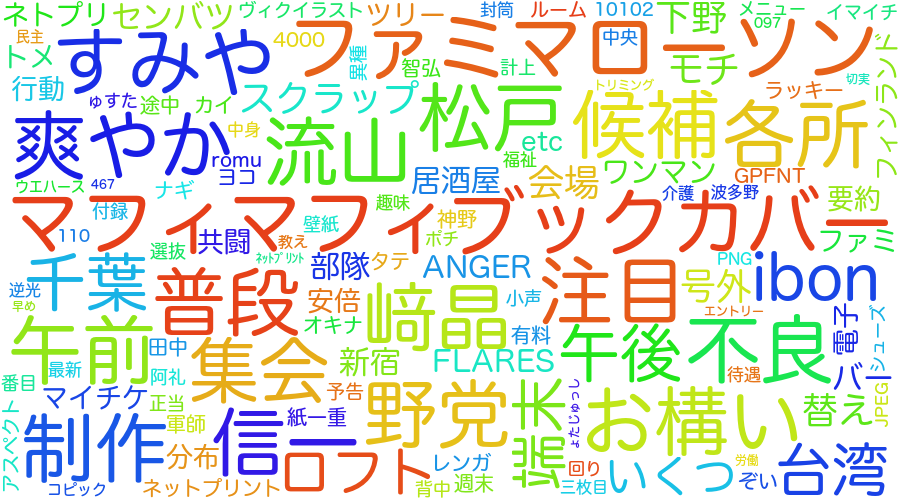 ネトプリ
センバツ
ヴィクイラスト
ツリー
封筒
ルーム
10102
下野
メニュー
097
イマイチ
民主
4000
ファミマローソン
中央
トメ
すみや
異種
智弘
計上
モチ
行動
ゅすた
途中
カイ
スクラップ
松戸
候補
トリミング
切実
ラッキー
各所
フィンランド
爽やか
中身
romu
ヨコ
流山
etc
福祉
ワンマン
GPFNT
ウエハース
467
ナギ
居酒屋
会場
介護
波多野
要約
付録
マフィマフィブックカバー
壁紙
趣味
神野
110
選抜
共闘
教え
ネットプリント
ポチ
ファミ
千葉
普段
部隊
タテ
ANGER
注目
PNG
号外
ibon
逆光
早め
安倍
﨑晶
小声
エントリー
電子
シューズ
午前
田中
オキナ
有料
午後
不良
最新
集会
新宿
FLARES
待遇
バー
番目
マイチケ
阿礼
予告
正当
紙一重
野党
端末
ょたじゅっし
お構い
替え
JPEG
アスペクト
制作
軍師
信一
分布
ロフト
レンガ
回り
いくつ
労働
ぞい
台湾
コピック
ネットプリント
背中
週末
三枚目